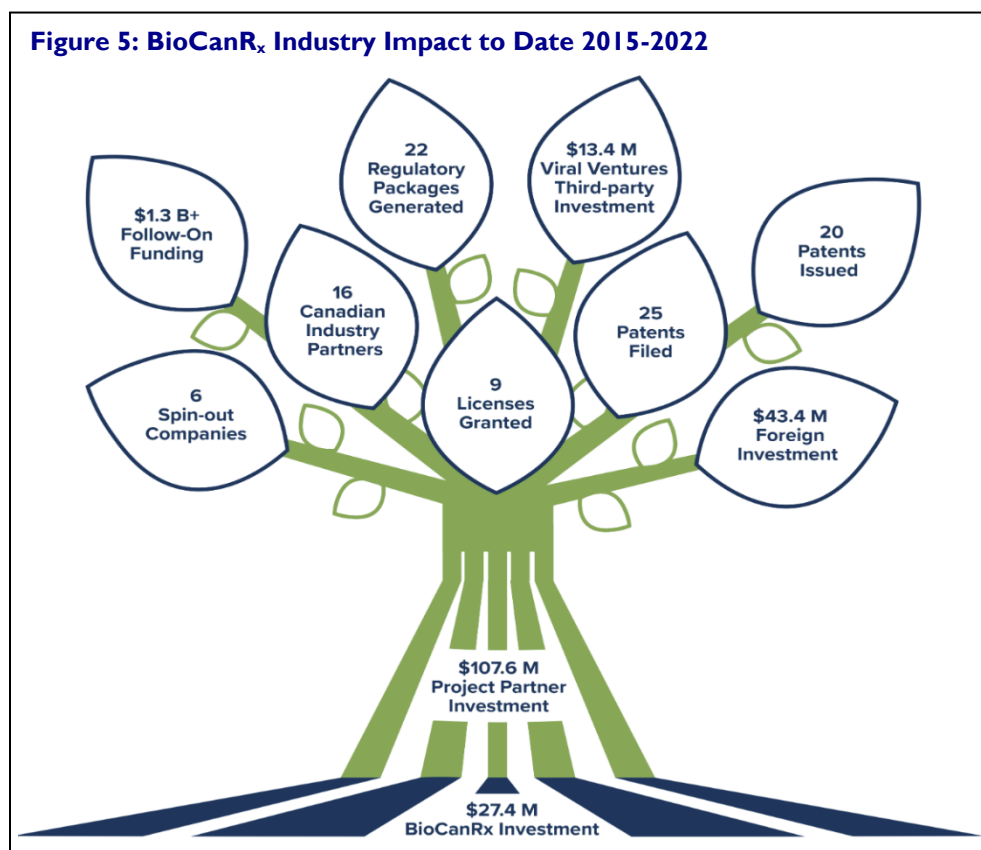 Figure 5: BioCanRx Industry Impact to Date 2015-2022
22
Regulatory
Packages
Generated
$13.4 M
Viral Ventures
Third-party
Investment
$1.3 B+
Follow-On
Funding
20
Patents
Issued
16
Canadian
Industry
Partners
25
Patents
Filed
6
Spin-out
Companies
9
Licenses
Granted
$43.4 M
Foreign
Investment
$107.6 M
Project Partner
Investment
$27.4 M
BioCanRx Investment